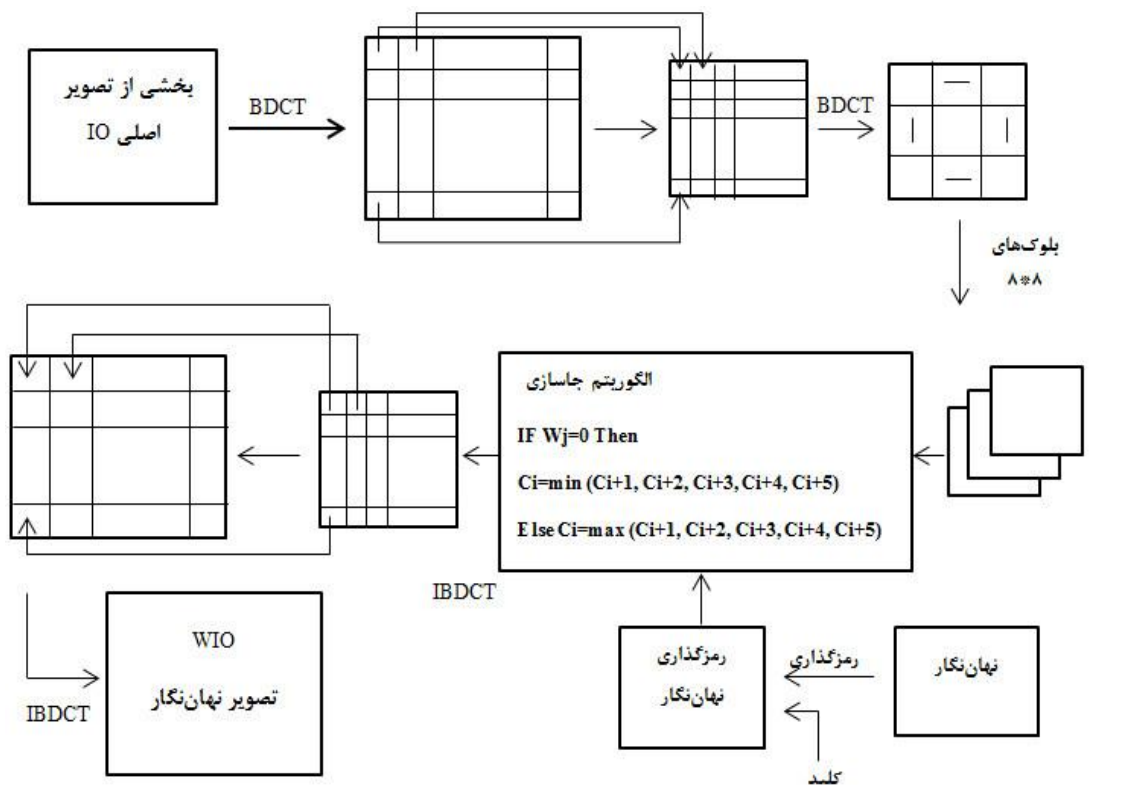 بخشی از تصویر
اصلی IO
BDCT
BDCT
بلوک‌های
۸*۸
الگوریتم جاسازی
IF Wj=0 Then
Ci=min (Ci+1, Ci+2, Ci+3, Ci+4, Ci+5)
Else Ci=max (Ci+1, Ci+2, Ci+3, Ci+4, Ci+5)
IBDCT
WIO
تصویر نهان‌نگار
IBDCT
رمزگذاری
نهان‌نگار
رمزگذاری
نهان‌نگار
کلید